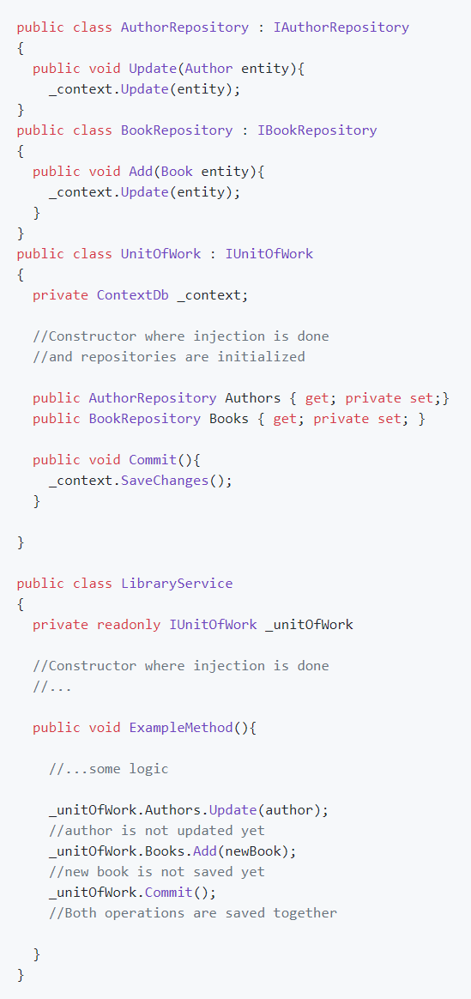 public class AuthorRepository : IAuthorRepository
{
  public void Update(Author entity){
    _context.Update(entity);
}
public class BookRepository : IBookRepository
{
  public void Add(Book entity){
    _context.Update(entity);
  }
}
public class UnitOfWork : IUnitOfWork
{
  private ContextDb _context;

  //Constructor where injection is done
  //and repositories are initialized

  public AuthorRepository Authors { get; private set;}
  public BookRepository Books { get; private set; }

  public void Commit(){
    _context.SaveChanges();
  }

}

public class LibraryService
{
  private readonly IUnitOfWork _unitOfWork

  //Constructor where injection is done
  //...

  public void ExampleMethod(){

    //...some logic

    _unitOfWork.Authors.Update(author);
    //author is not updated yet
    _unitOfWork.Books.Add(newBook);
    //new book is not saved yet
    _unitOfWork.Commit();
    //Both operations are saved together

  }
}